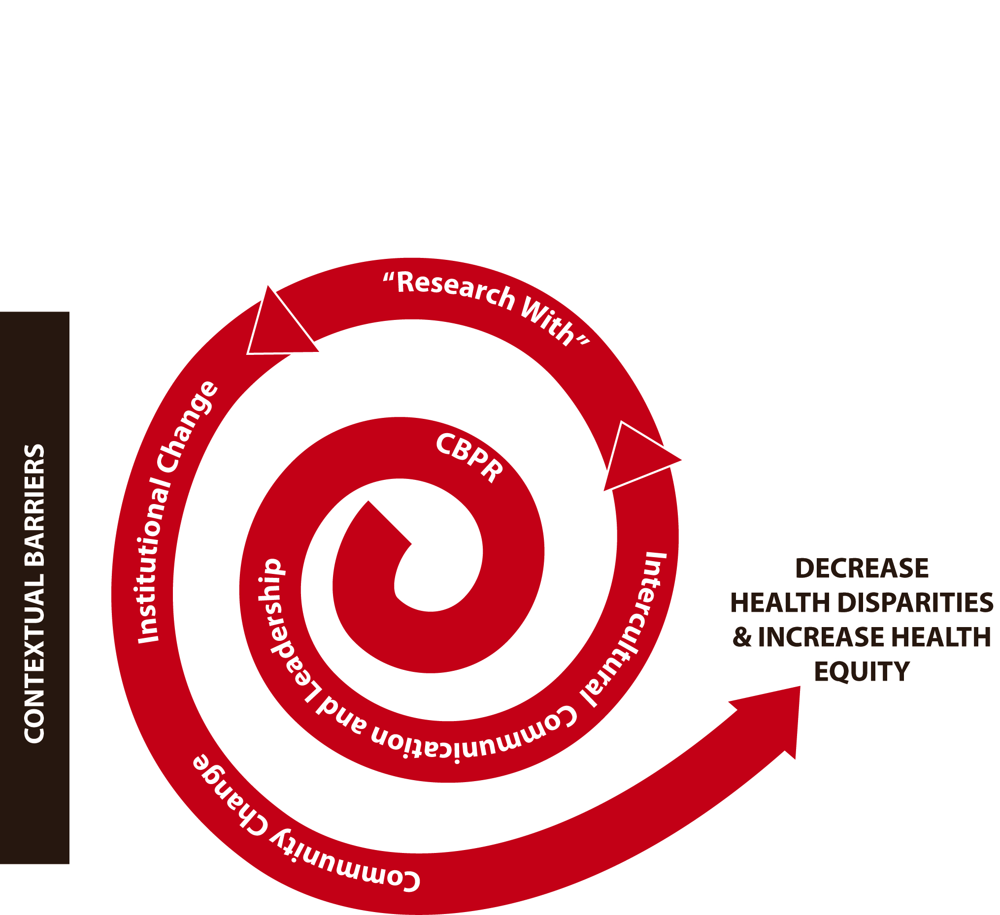 CONTEXTUAL BARRIERS
CBPR
Intercultural Communication and Leadership
“Research With”
Institutional Change
Community Change
DECREASE
HEALTH DISPARITIES
& INCREASE HEALTH
EQUITY